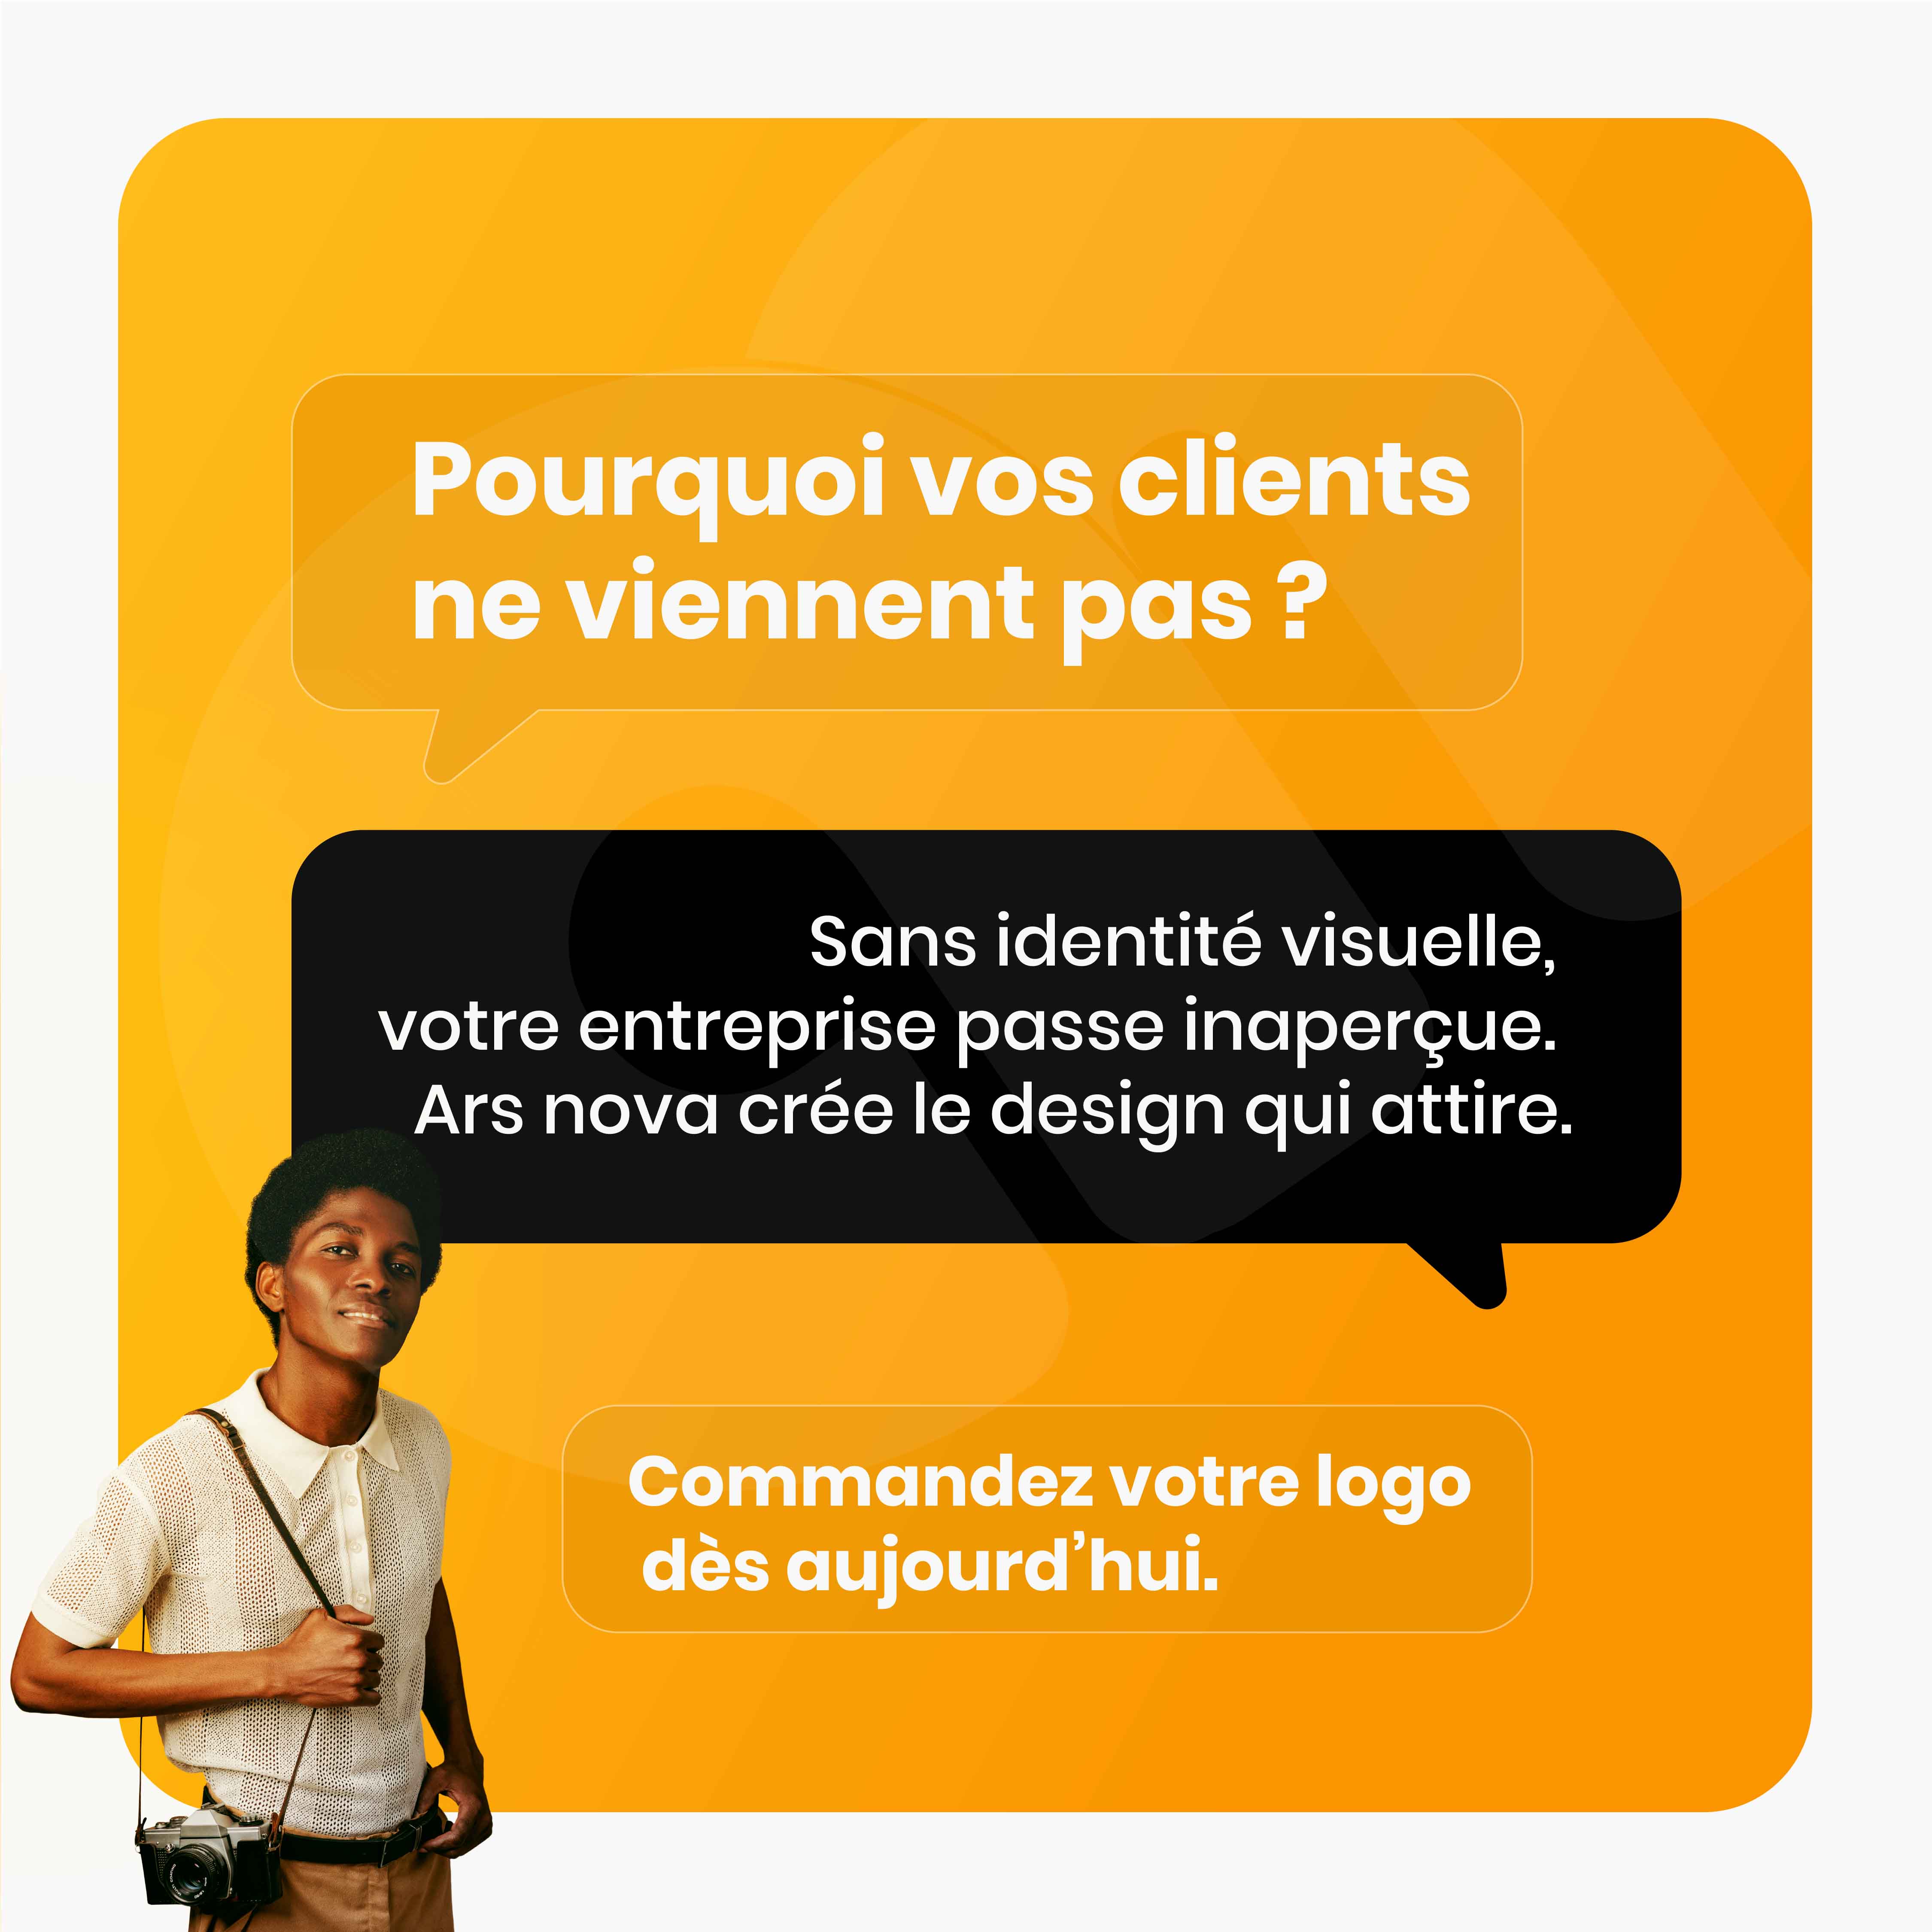 Pourquoi vos clients
ne viennent pas ?
Sans identité visuelle,
votre entreprise passe inaperçue.
Ars nova crée le design qui attire.
Commandez votre logo
dès aujourd’hui.